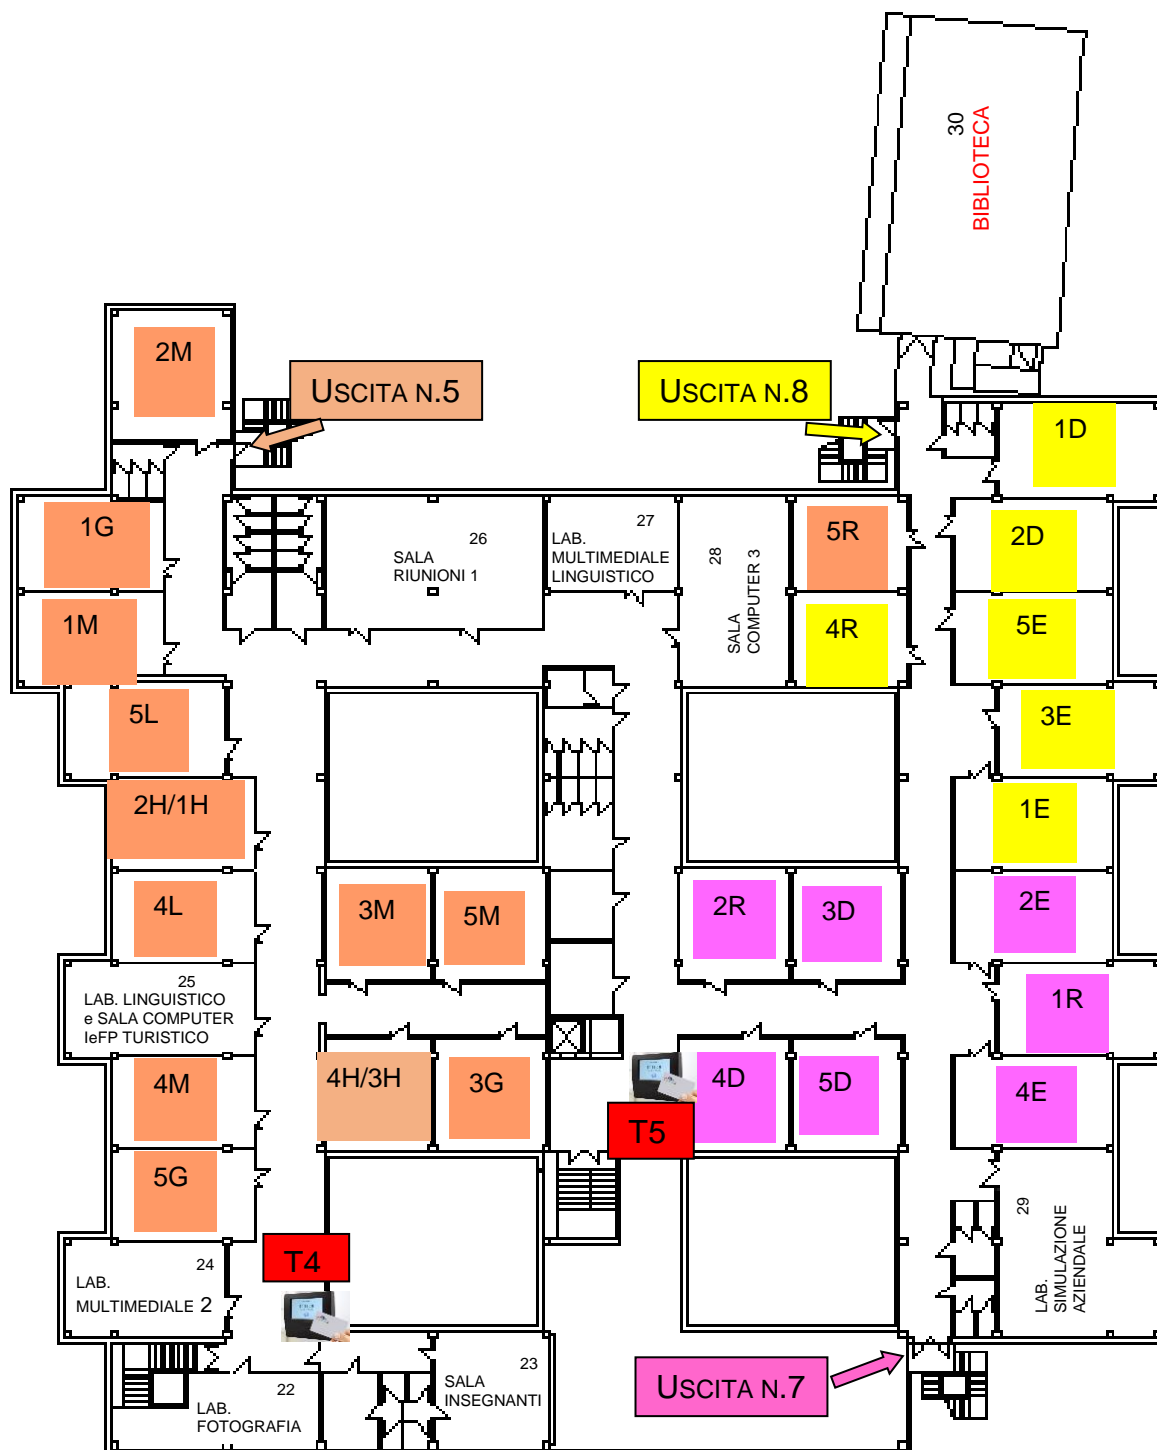 30
BIBLIOTECA
2M
USCITA N.5
USCITA N.8
1D
1G
26
SALA
RIUNIONI 1
27
LAB.
MULTIMEDIALE
LINGUISTICO
28
SALA
COMPUTER 3
5R
2D
1M
4R
5E
5L
3E
2H/1H
1E
4L
3M
5M
2R
3D
2E
25
LAB. LINGUISTICO
e SALA COMPUTER
IeFP TURISTICO
1R
4M
4H/3H
3G
T5
4D
5D
4E
5G
29
LAB.
SIMULAZIONE
AZIENDALE
24
LAB.
MULTIMEDIALE 2
T4
23
SALA
INSEGNANTI
22
LAB.
FOTOGRAFIA
USCITA N.7